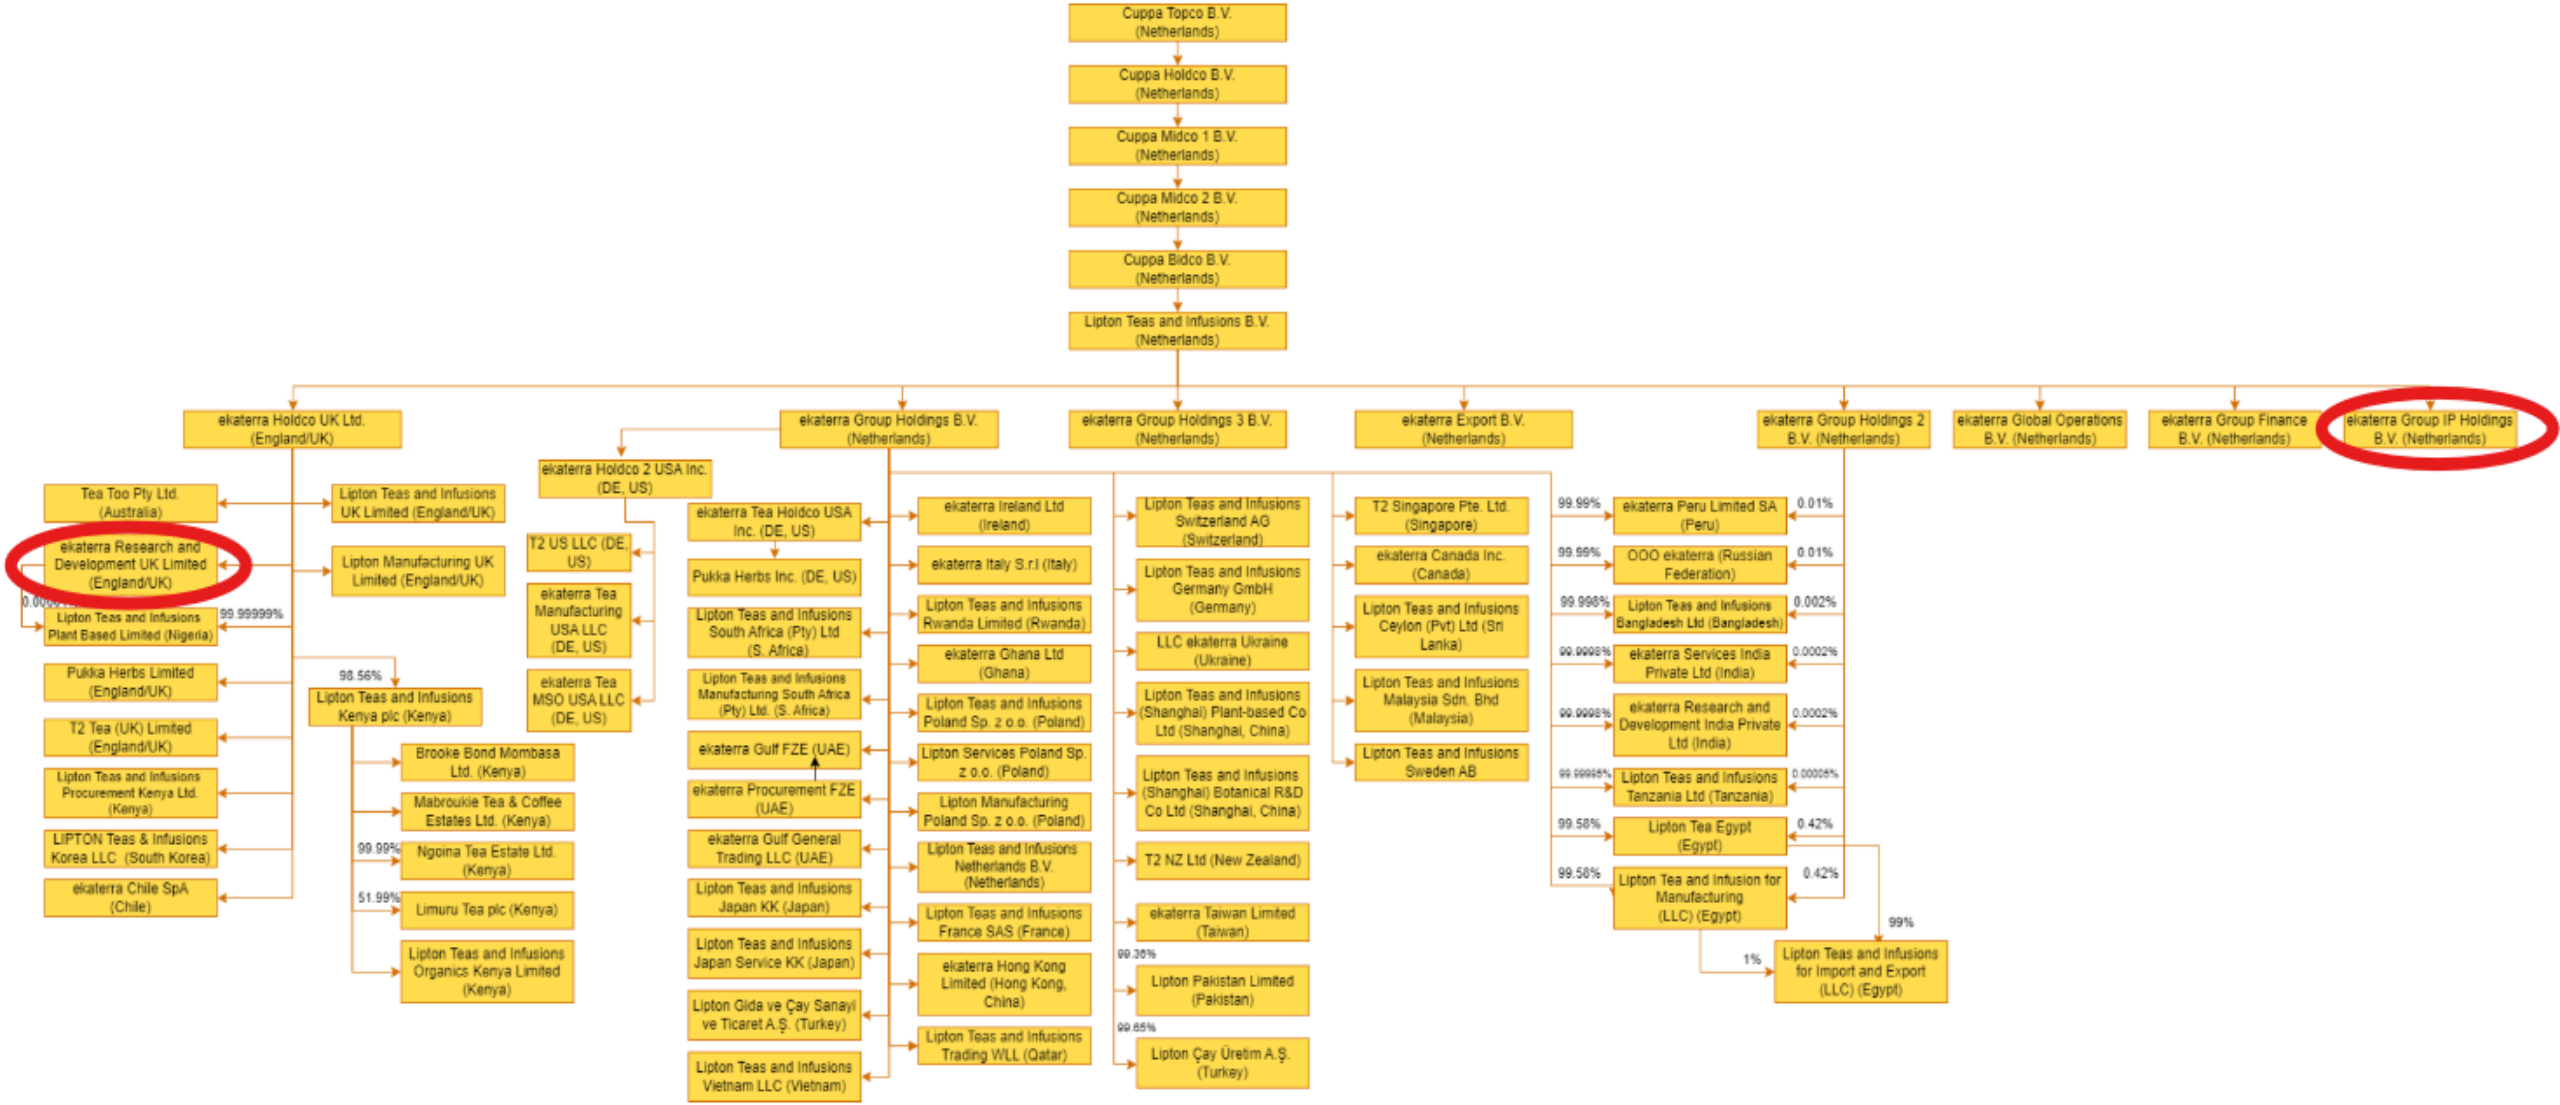 Cuppa Topco B.V.
(Netherlands)
Cuppa Holdco B.V.
(Netherlands)
Cuppa Midco 1 B.V.
(Netherlands)
Cuppa Midco 2 B.V.
(Netherlands)
Cuppa Bidco B.V.
(Netherlands)
Lipton Teas and Infusions B.V.
(Netherlands)
ekaterra Holdco UK Ltd.
(England/UK)
ekaterra Group Holdings B.V.
(Netherlands)
ekaterra Group Holdings 3 B.V.
(Netherlands)
ekaterra Export B.V.
(Netherlands)
ekaterra Group Holdings 2
B.V. (Netherlands)
ekaterra Global Operations
B.V. (Netherlands)
ekaterra Group Finance
B.V. (Netherlands)
ekaterra Group IP Holdings
B.V. (Netherlands)
Tea Too Pty Ltd.
(Australia)
ekaterra Research and
Development UK Limited
(England/UK)
99.99999%
Lipton Teas and Infusions
Plant Based Limited (Nigeria)
Pukka Herbs Limited
(England/UK)
T2 Tea (UK) Limited
(England/UK)
Lipton Teas and Infusions
Procurement Kenya Ltd.
(Kenya)
LIPTON Teas & Infusions
Korea LLC (South Korea)
ekaterra Chile SpA
(Chile)
Lipton Teas and Infusions
UK Limited (England/UK)
Lipton Manufacturing UK
Limited (England/UK)
98.56%
Lipton Teas and Infusions
Kenya plc (Kenya)
Brooke Bond Mombasa
Ltd. (Kenya)
Mabroukie Tea & Coffee
Estates Ltd. (Kenya)
99.99%
Ngoina Tea Estate Ltd.
(Kenya)
51.99%
Limuru Tea plc (Kenya)
Lipton Teas and Infusions
Organics Kenya Limited
(Kenya)
ekaterra Holdco 2 USA Inc.
(DE, US)
T2 US LLC (DE,
US)
ekaterra Tea
Manufacturing
USA LLC
(DE, US)
ekaterra Tea
MSO USA LLC
(DE, US)
ekaterra Tea Holdco USA
Inc. (DE, US)
Pukka Herbs Inc. (DE, US)
Lipton Teas and Infusions
South Africa (Pty) Ltd
(S. Africa)
Lipton Teas and Infusions
Manufacturing South Africa
(Pty) Ltd. (S. Africa)
ekaterra Gulf FZE (UAE)
ekaterra Procurement FZE
(UAE)
ekaterra Gulf General
Trading LLC (UAE)
Lipton Teas and Infusions
Japan KK (Japan)
Lipton Teas and Infusions
Japan Service KK (Japan)
Lipton Gida ve Çay Sanayi
ve Ticaret A.Ş. (Turkey)
Lipton Teas and Infusions
Vietnam LLC (Vietnam)
ekaterra Ireland Ltd
(Ireland)
ekaterra Italy S.r.l (Italy)
Lipton Teas and Infusions
Rwanda Limited (Rwanda)
ekaterra Ghana Ltd
(Ghana)
Lipton Teas and Infusions
Poland Sp. z o.o. (Poland)
Lipton Services Poland Sp.
z o.o. (Poland)
Lipton Manufacturing
Poland Sp. z o.o. (Poland)
Lipton Teas and Infusions
Netherlands B.V.
(Netherlands)
Lipton Teas and Infusions
France SAS (France)
ekaterra Hong Kong
Limited (Hong Kong,
China)
Lipton Teas and Infusions
Trading WLL (Qatar)
Lipton Teas and Infusions
Switzerland AG
(Switzerland)
Lipton Teas and Infusions
Germany GmbH
(Germany)
LLC ekaterra Ukraine
(Ukraine)
Lipton Teas and Infusions
(Shanghai) Plant-based Co
Ltd (Shanghai, China)
Lipton Teas and Infusions
(Shanghai) Botanical R&D
Co Ltd (Shanghai, China)
T2 NZ Ltd (New Zealand)
ekaterra Taiwan Limited
(Taiwan)
Lipton Pakistan Limited
(Pakistan)
99.65%
Lipton Çay Üretim A.Ş.
(Turkey)
T2 Singapore Pte. Ltd.
(Singapore)
ekaterra Canada Inc.
(Canada)
Lipton Teas and Infusions
Ceylon (Pvt) Ltd (Sri
Lanka)
Lipton Teas and Infusions
Malaysia Sdn. Bhd
(Malaysia)
Lipton Teas and Infusions
Sweden AB
99.99%
ekaterra Peru Limited SA
(Peru)
0.01%
99.99%
OOO ekaterra (Russian
Federation)
0.01%
99.998%
Lipton Teas and Infusions
Bangladesh Ltd (Bangladesh)
0.002%
99.9998%
ekaterra Services India
Private Ltd (India)
0.0002%
99.9998%
ekaterra Research and
Development India Private
Ltd (India)
0.0002%
99.99995%
Lipton Teas and Infusions
Tanzania Ltd (Tanzania)
0.00005%
99.58%
Lipton Tea Egypt
(Egypt)
0.42%
99.58%
Lipton Tea and Infusion for
Manufacturing
(LLC) (Egypt)
0.42%
99%
1%
Lipton Teas and Infusions
for Import and Export
(LLC) (Egypt)